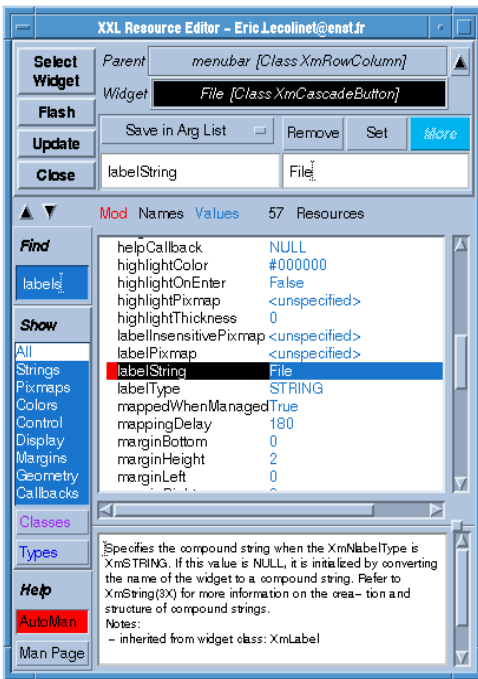 XXL Resource Editor - Eric.Lecolinet@enst.fr
Select
Widget
Flash
Update
Close
Parent menubar [Class XmRowColumn]
Widget File [Class XmCascadeButton]
Save in Arg List Remove Set More
labelString File
Mod Names Values 57 Resources
Find
labels
Show
All
Strings
Pixmaps
Colors
Control
Display
Margins
Geometry
Callbacks
Classes
Types
Help
AutoMan
Man Page
helpCallback NULL
highlightColor #000000
highlightOnEnter False
highlightPixmap <unspecified>
highlightThickness 0
labelInsensitivePixmap <unspecified>
labelPixmap <unspecified>
labelString File
labelType STRING
mappedWhenManaged True
mappingDelay 180
marginBottom 0
marginHeight 2
marginLeft 0
Specifies the compound string when the XmNlabelType is
XmSTRING. If this value is NULL, it is initialized by converting
the name of the widget to a compound string. Refer to
XmString(3X) for more information on the crea- tion and
structure of compound strings.
Notes:
- inherited from widget class: XmLabel